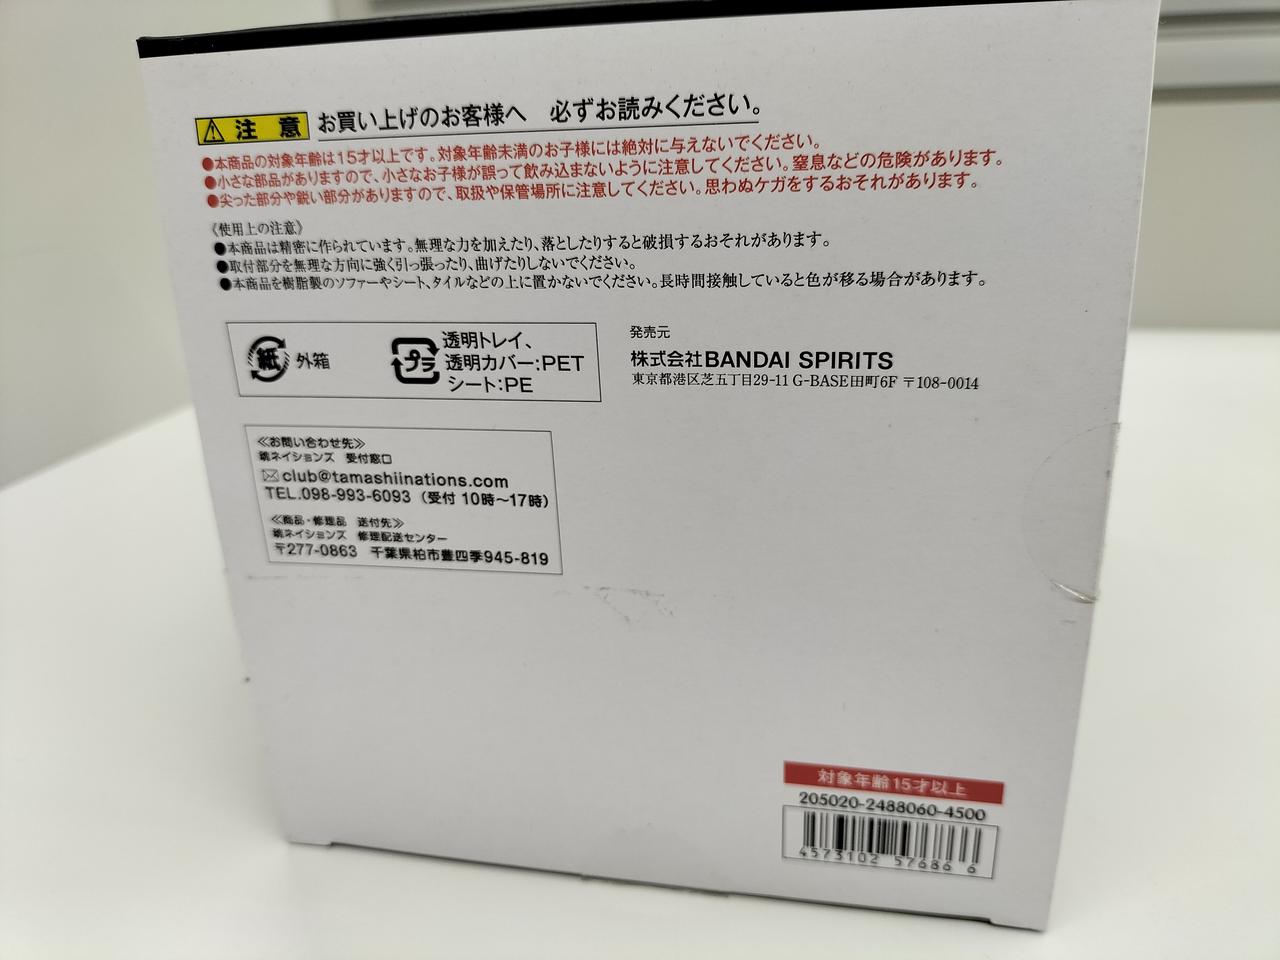 注意 お買い上げのお客様へ 必ずお読みください。
●本商品の対象年齢は15才以上です。対象年齢未満のお子様には絶対に与えないでください。
●小さな部品がありますので、小さなお子様が誤って飲み込まないように注意してください。窒息などの危険があります。
●尖った部分や鋭い部分がありますので、取扱や保管場所に注意してください。思わぬケガをするおそれがあります。
《使用上の注意》
●本商品は精密に作られています。無理な力を加えたり、落としたりすると破損するおそれがあります。
●取付部分を無理な方向に強く引っ張ったり、曲げたりしないでください。
●本商品を樹脂製のソファーやシート、タイルなどの上に置かないでください。長時間接触していると色が移る場合があります。
紙 外箱
プラ 透明トレイ、
透明カバー:PET
シート:PE
発売元
株式会社BANDAI SPIRITS
東京都港区芝五丁目29-11 G-BASE田町6F 〒108-0014
≪お問い合わせ先≫
魂ネイションズ 受付窓口
club@tamashiinations.com
TEL.098-993-6093（受付 10時〜17時）
≪商品・修理品 送付先≫
魂ネイションズ 修理配送センター
〒277-0863 千葉県柏市豊四季945-819
対象年齢15才以上
205020-2488060-4500
4573102 57686 6